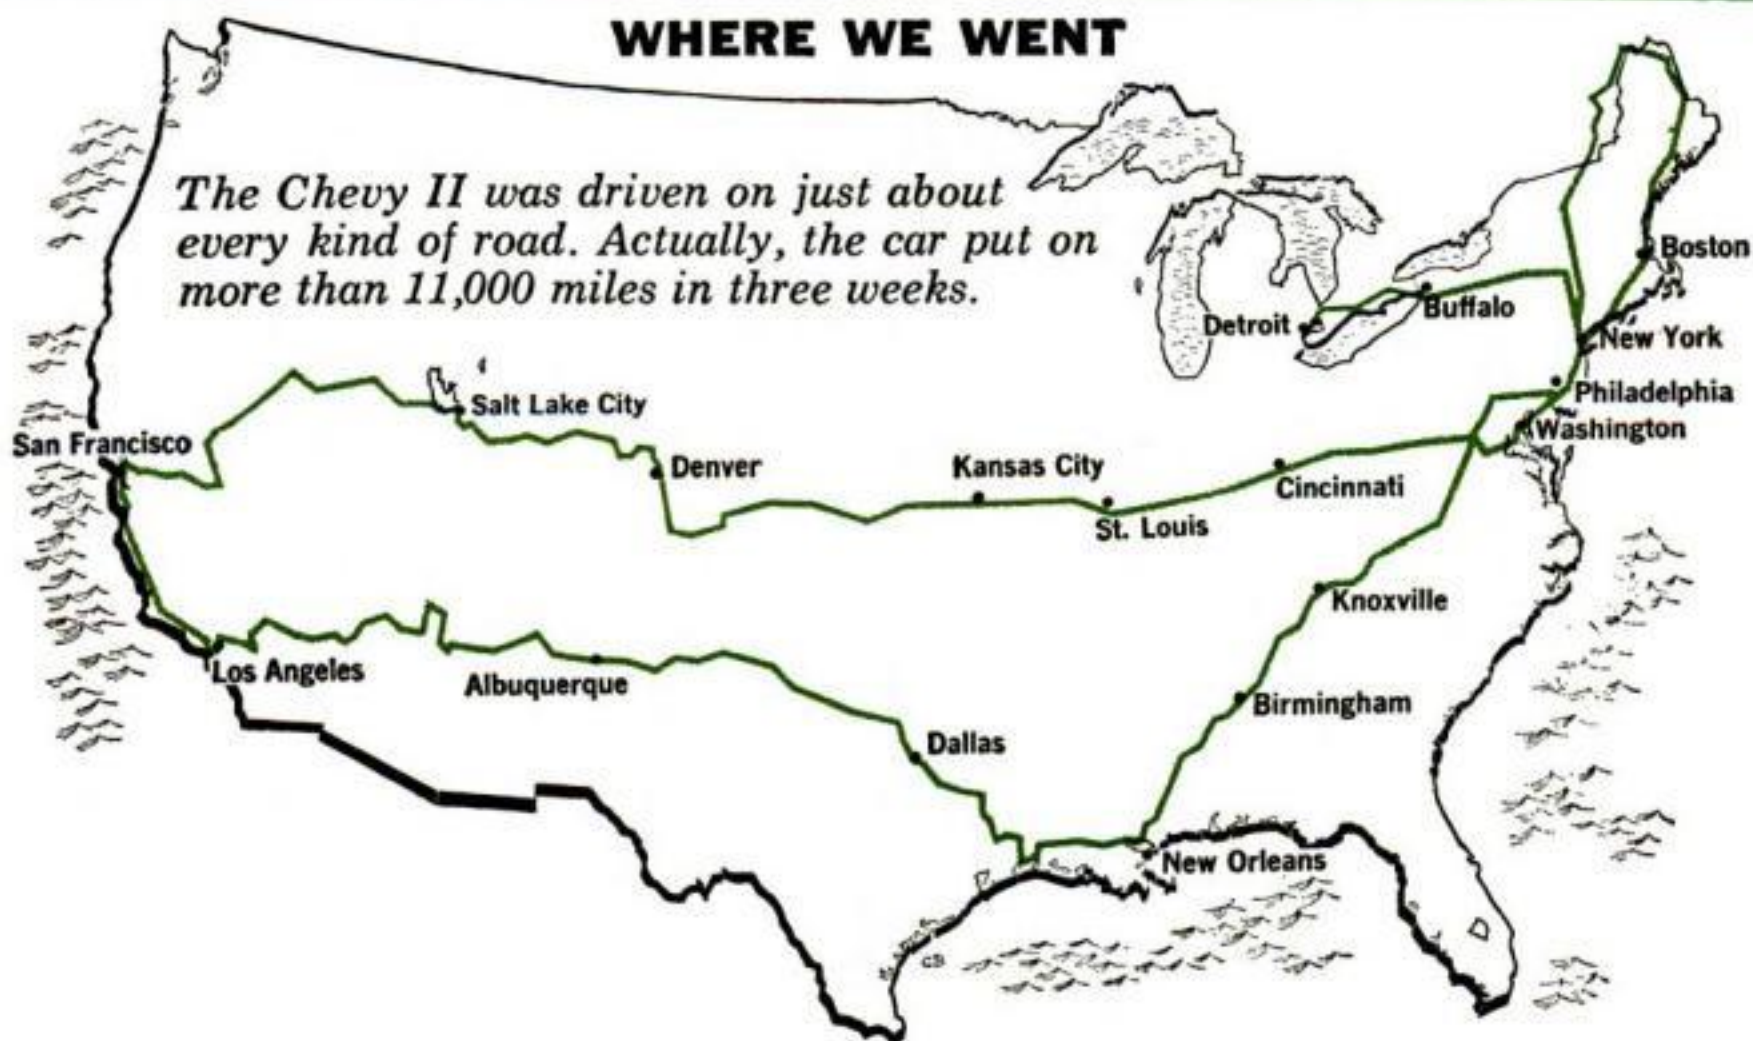 WHERE WE WENT
The Chevy II was driven on just about
every kind of road. Actually, the car put on
more than 11,000 miles in three weeks.
Boston
Buffalo
Detroit
New York
Philadelphia
Salt Lake City
Washington
San Francisco
Denver
Kansas City
Cincinnati
St. Louis
Knoxville
Los Angeles
Albuquerque
Birmingham
Dallas
New Orleans
CB